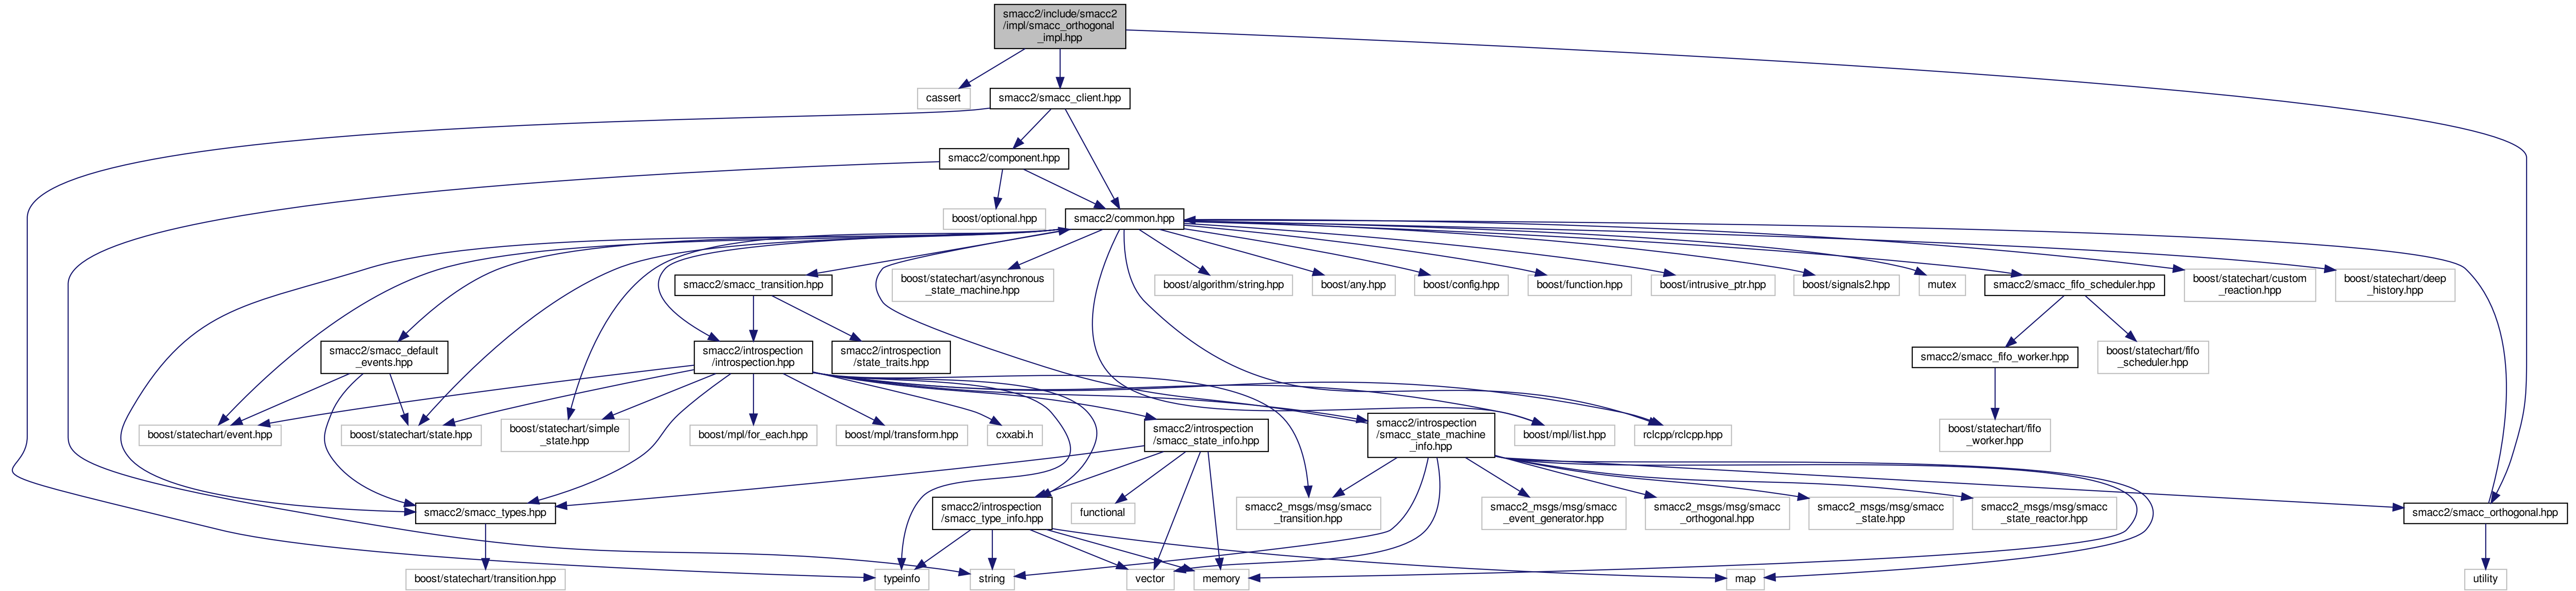 smacc2/include/smacc2
/impl/smacc_orthogonal
_impl.hpp
cassert
smacc2/smacc_client.hpp
smacc2/component.hpp
boost/optional.hpp
smacc2/common.hpp
smacc2/smacc_transition.hpp
boost/statechart/asynchronous
_state_machine.hpp
boost/algorithm/string.hpp
boost/any.hpp
boost/config.hpp
boost/function.hpp
boost/intrusive_ptr.hpp
boost/signals2.hpp
mutex
smacc2/smacc_fifo_scheduler.hpp
boost/statechart/custom
_reaction.hpp
boost/statechart/deep
_history.hpp
smacc2/smacc_default
_events.hpp
smacc2/introspection
/introspection.hpp
smacc2/introspection
/state_traits.hpp
smacc2/smacc_fifo_worker.hpp
boost/statechart/fifo
_scheduler.hpp
boost/statechart/event.hpp
boost/statechart/state.hpp
boost/statechart/simple
_state.hpp
boost/mpl/for_each.hpp
boost/mpl/transform.hpp
cxxabi.h
smacc2/introspection
/smacc_state_info.hpp
smacc2/introspection
/smacc_state_machine
_info.hpp
boost/mpl/list.hpp
rclcpp/rclcpp.hpp
boost/statechart/fifo
_worker.hpp
smacc2/smacc_types.hpp
smacc2/introspection
/smacc_type_info.hpp
functional
smacc2_msgs/msg/smacc
_transition.hpp
smacc2_msgs/msg/smacc
_event_generator.hpp
smacc2_msgs/msg/smacc
_orthogonal.hpp
smacc2_msgs/msg/smacc
_state.hpp
smacc2_msgs/msg/smacc
_state_reactor.hpp
smacc2/smacc_orthogonal.hpp
boost/statechart/transition.hpp
typeinfo
string
vector
memory
map
utility